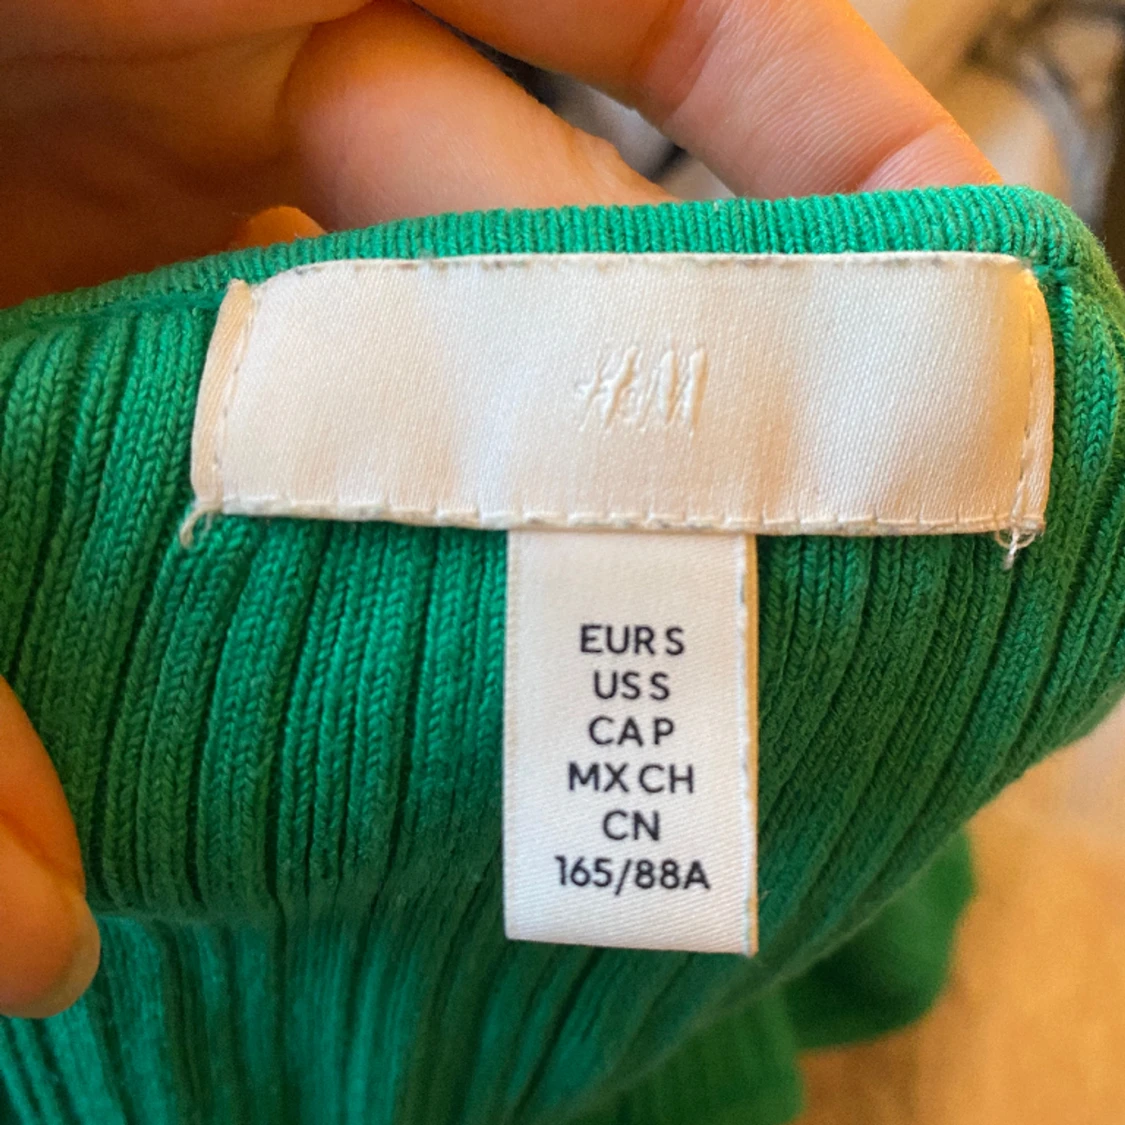 H&M
EUR S
US S
CA P
MX CH
CN
165/88A